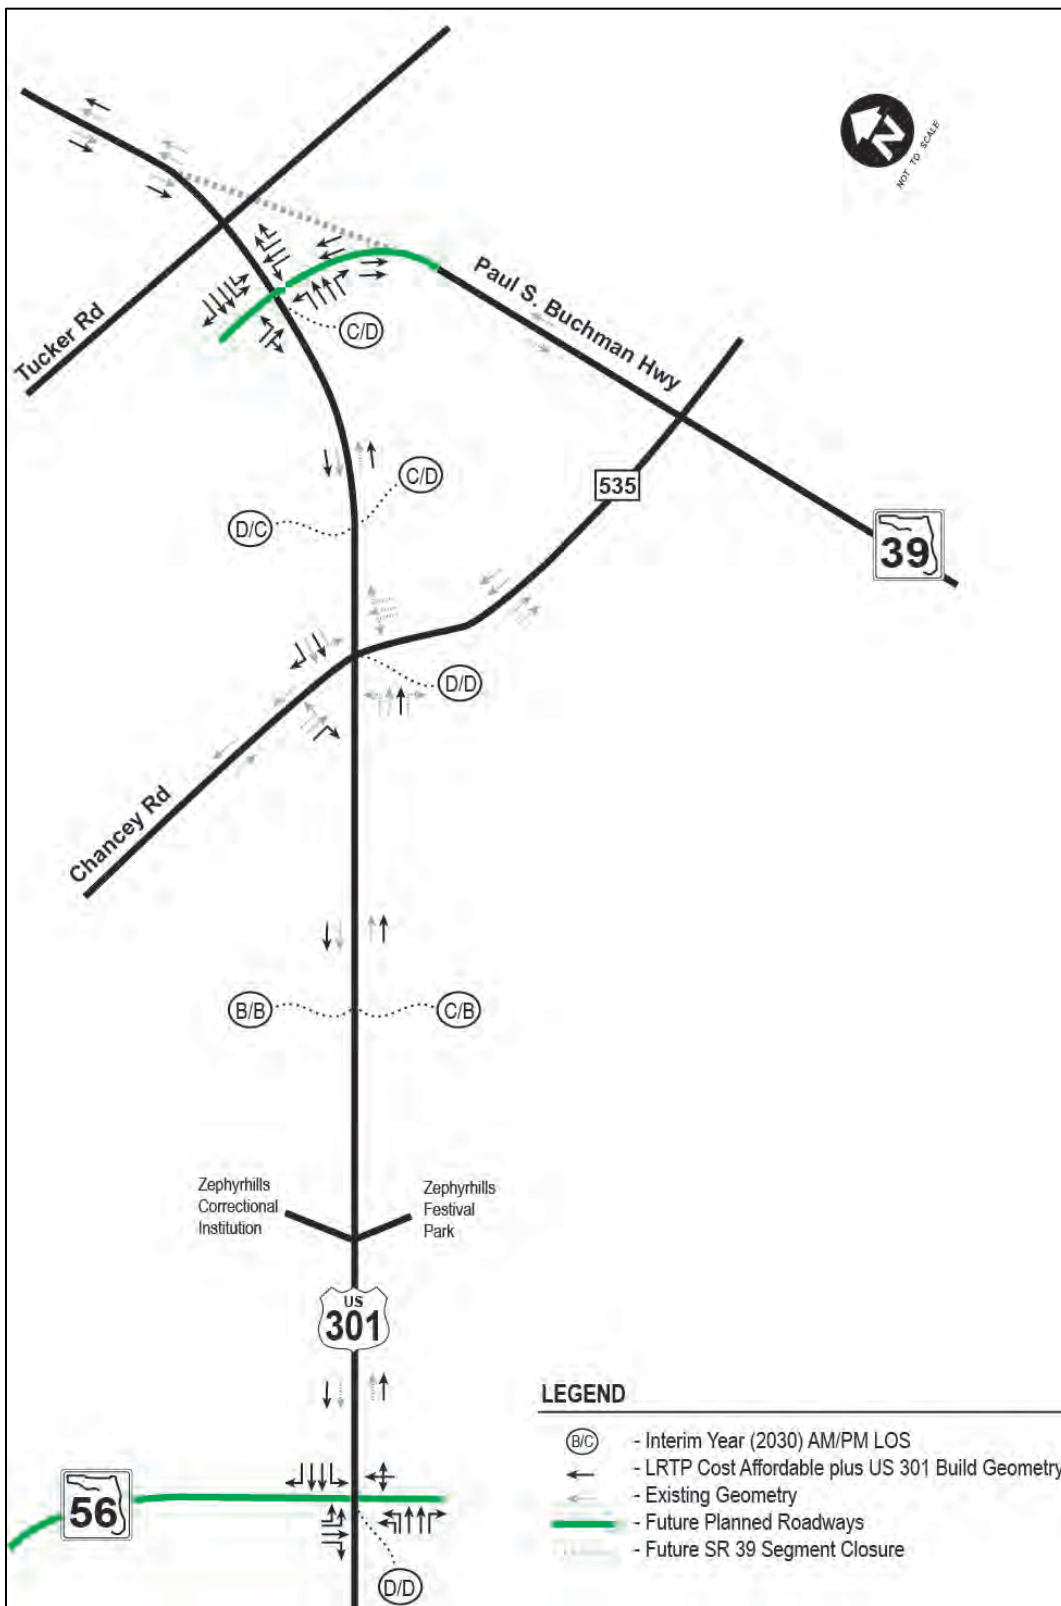 N
NOT TO SCALE
Tucker Rd
Paul S. Buchman Hwy
C/D
C/D
535
D/C
39
D/D
Chancey Rd
B/B
C/B
Zephyrhills
Correctional
Institution
Zephyrhills
Festival
Park
US
301
56
D/D
LEGEND
B/C - Interim Year (2030) AM/PM LOS
- LRTP Cost Affordable plus US 301 Build Geometry
- Existing Geometry
- Future Planned Roadways
- Future SR 39 Segment Closure